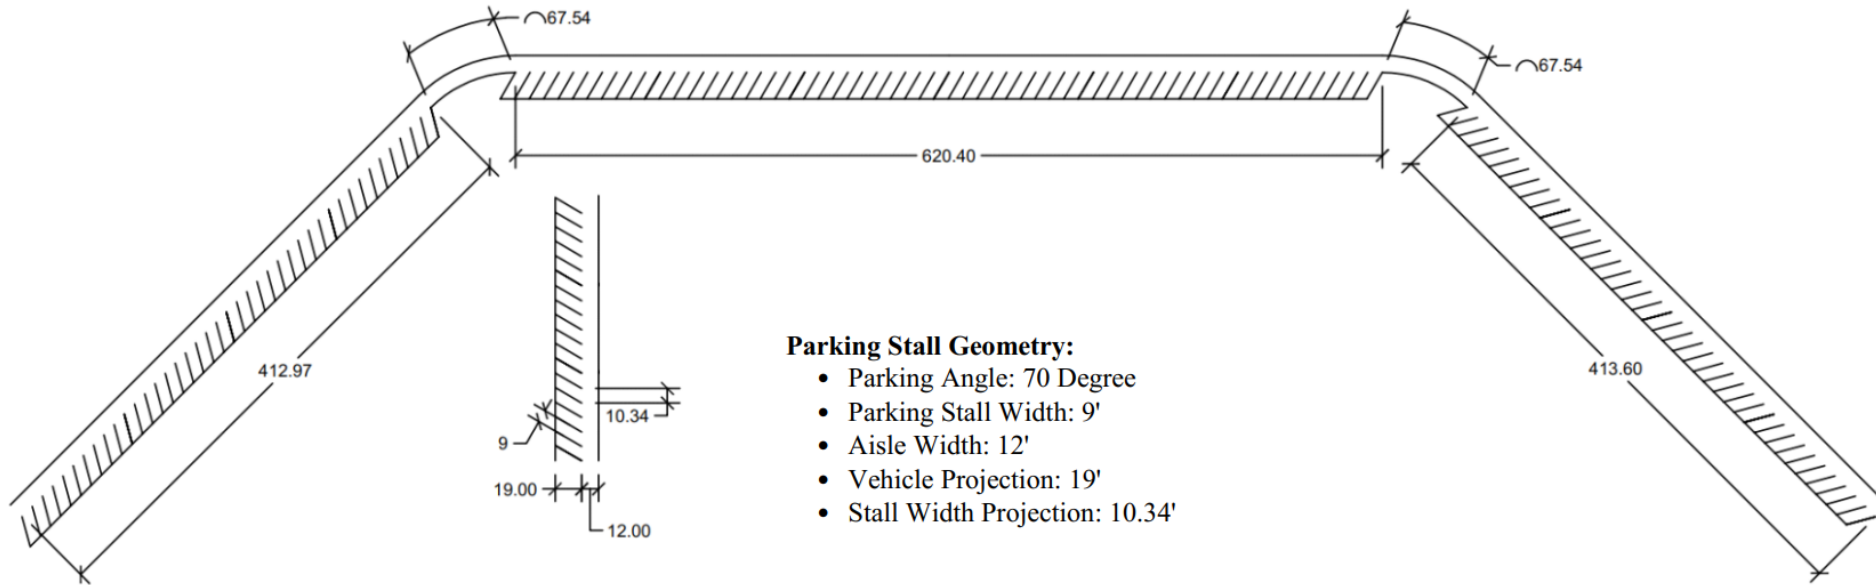 ⌒67.54
⌒67.54
620.40
412.97
413.60
10.34
9
19.00
12.00
Parking Stall Geometry:
• Parking Angle: 70 Degree
• Parking Stall Width: 9'
• Aisle Width: 12'
• Vehicle Projection: 19'
• Stall Width Projection: 10.34'